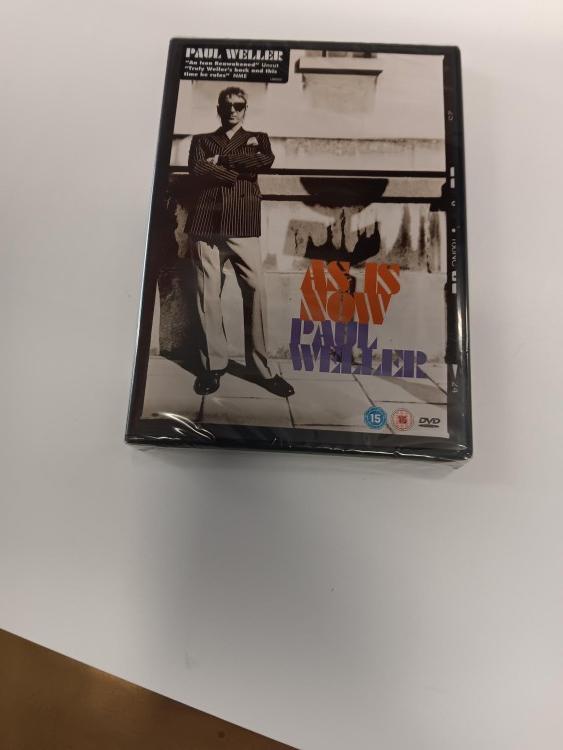 PAUL WELLER
"An Icon Reawakened" Uncut
"Truly Weller's back and this
time he rules" NME
AS IS
NOW
PAUL
WELLER
15
15
DVD
24